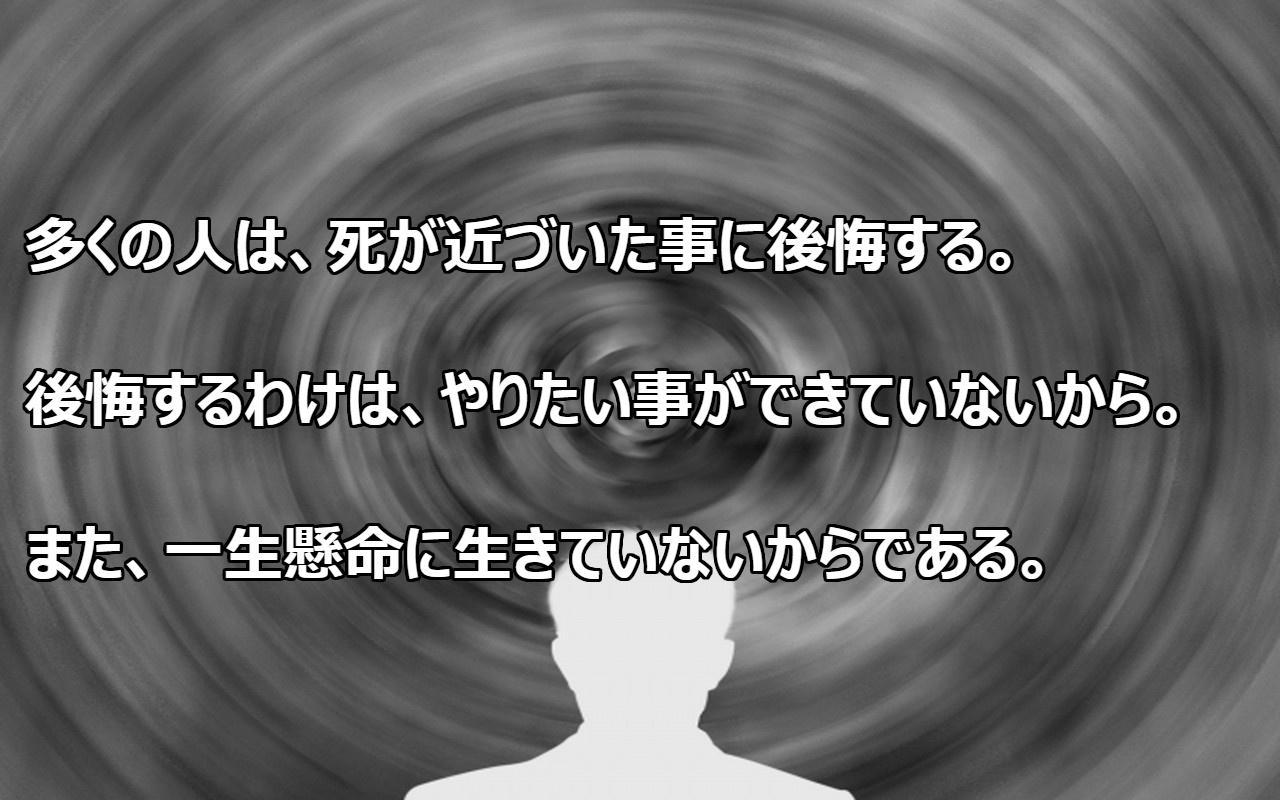 多くの人は、死が近づいた事に後悔する。
後悔するわけは、やりたい事ができていないから。
また、一生懸命に生きていないからである。